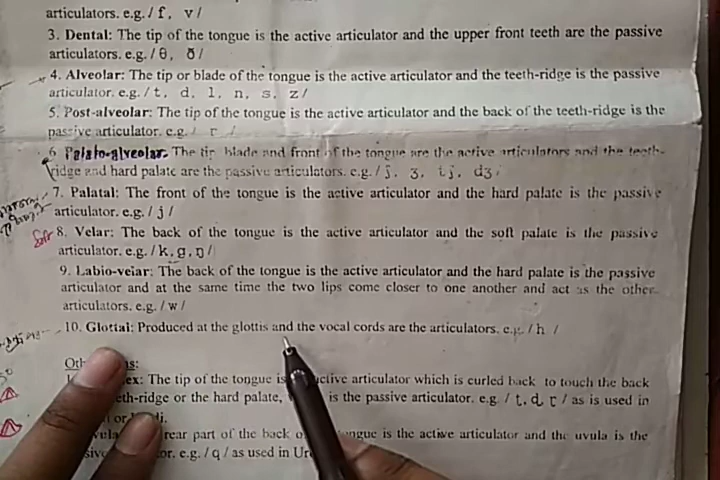 articulators. e.g. / f, v /
3. Dental: The tip of the tongue is the active articulator and the upper front teeth are the passive
articulators. e.g. / θ, ð /
4. Alveolar: The tip or blade of the tongue is the active articulator and the teeth-ridge is the passive
articulator. e.g. / t, d, l, n, s, z /
5. Post-alveolar: The tip of the tongue is the active articulator and the back of the teeth-ridge is the
passive articulator. e.g. / r /
6 Palato-alveolar. The tip blade and front of the tongue are the active articulators and the teeth-
ridge and hard palate are the passive articulators. e.g. / ʃ, ʒ, tʃ, dʒ,
7. Palatal: The front of the tongue is the active articulator and the hard palate is the passive
articulator. e.g. / j /
Soft 8. Velar: The back of the tongue is the active articulator and the soft palate is the passive
articulator. e.g. / k, g, ŋ /
9. Labio-velar: The back of the tongue is the active articulator and the hard palate is the passive
articulator and at the same time the two lips come closer to one another and act as the other
articulators. e.g. / w /
10. Glottal: Produced at the glottis and the vocal cords are the articulators. e.g. / h /
Oth s:
ex: The tip of the tongue is ctive articulator which is curled back to touch the back
eth-ridge or the hard palate, is the passive articulator. e.g. / ʈ, ɖ, ɽ / as is used in
or di.
rear part of the back o ongue is the active articulator and the uvula is the
or. e.g. / q / as used in Ur